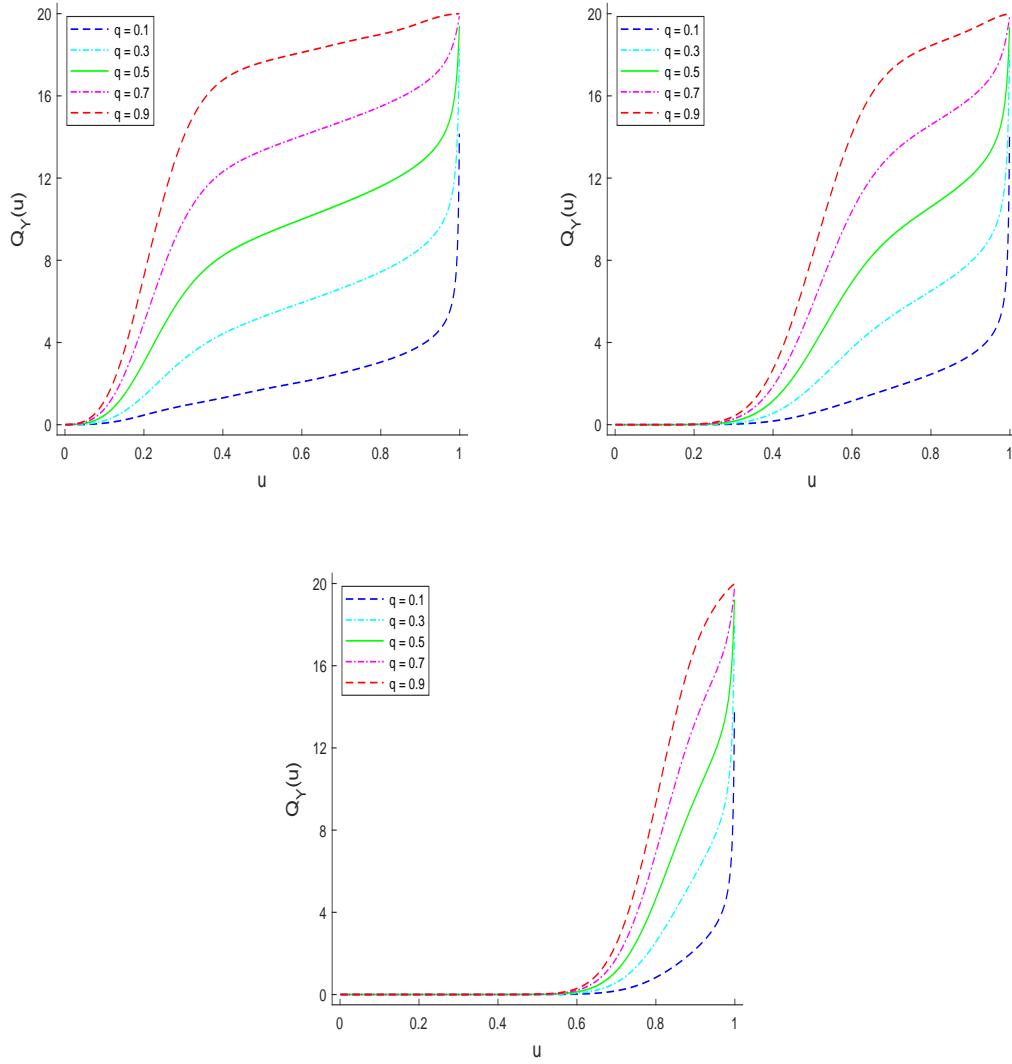 20
16
12
8
4
0
Q_Y(u)
q = 0.1
q = 0.3
q = 0.5
q = 0.7
q = 0.9
0 0.2 0.4 0.6 0.8 1
u
20
16
12
8
4
0
Q_Y(u)
q = 0.1
q = 0.3
q = 0.5
q = 0.7
q = 0.9
0 0.2 0.4 0.6 0.8 1
u
20
16
12
8
4
0
Q_Y(u)
q = 0.1
q = 0.3
q = 0.5
q = 0.7
q = 0.9
0 0.2 0.4 0.6 0.8 1
u